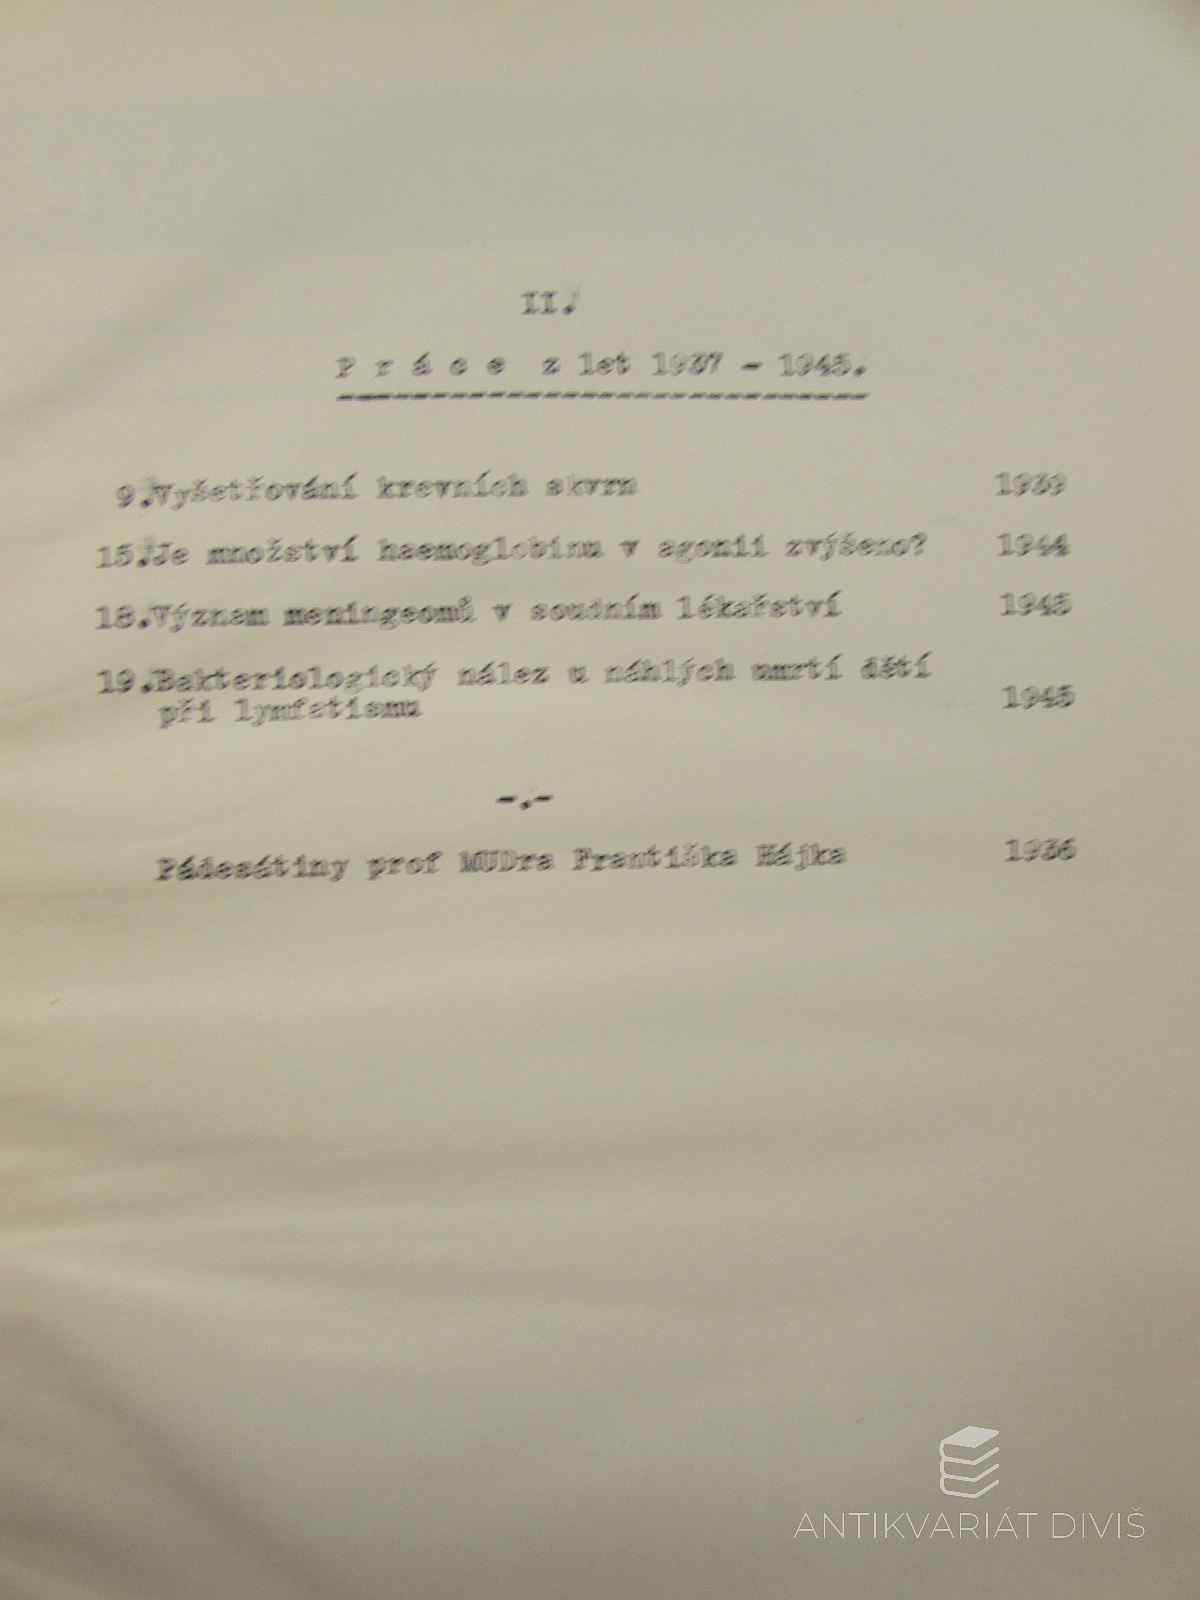 II.
P r á c e z let 1937 - 1945.
9.Vyšetřování krevních skvrn 1939
15.Je množství haemoglobinu v agonii zvýšeno? 1944
18.Význam meningeomů v soudním lékařství 1945
19.Bakteriologický nález u náhlých umrtí dětí
při lymfatismu 1945
-.-
Pádesátiny prof MUDra Františka Hájka 1936
ANTIKVARIÁT DIVIŠ